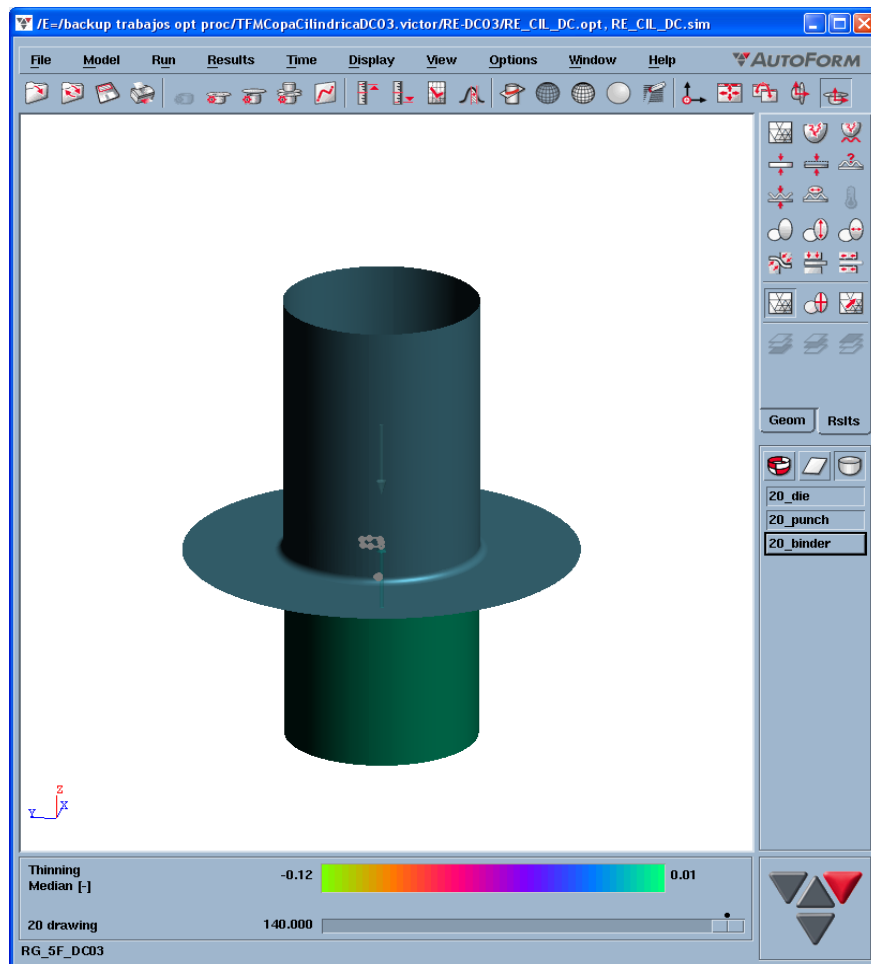 /E=/backup trabajos opt proc/TFMCopaCilindricaDC03.victor/RE-DC03/RE_CIL_DC.opt, RE_CIL_DC.sim
File Model Run Results Time Display View Options Window Help AUTOFORM
Geom Rslts
20_die
20_punch
20_binder
Z
Y X
Thinning
Median [-] -0.12 0.01
20 drawing 140.000
RG_5F_DC03